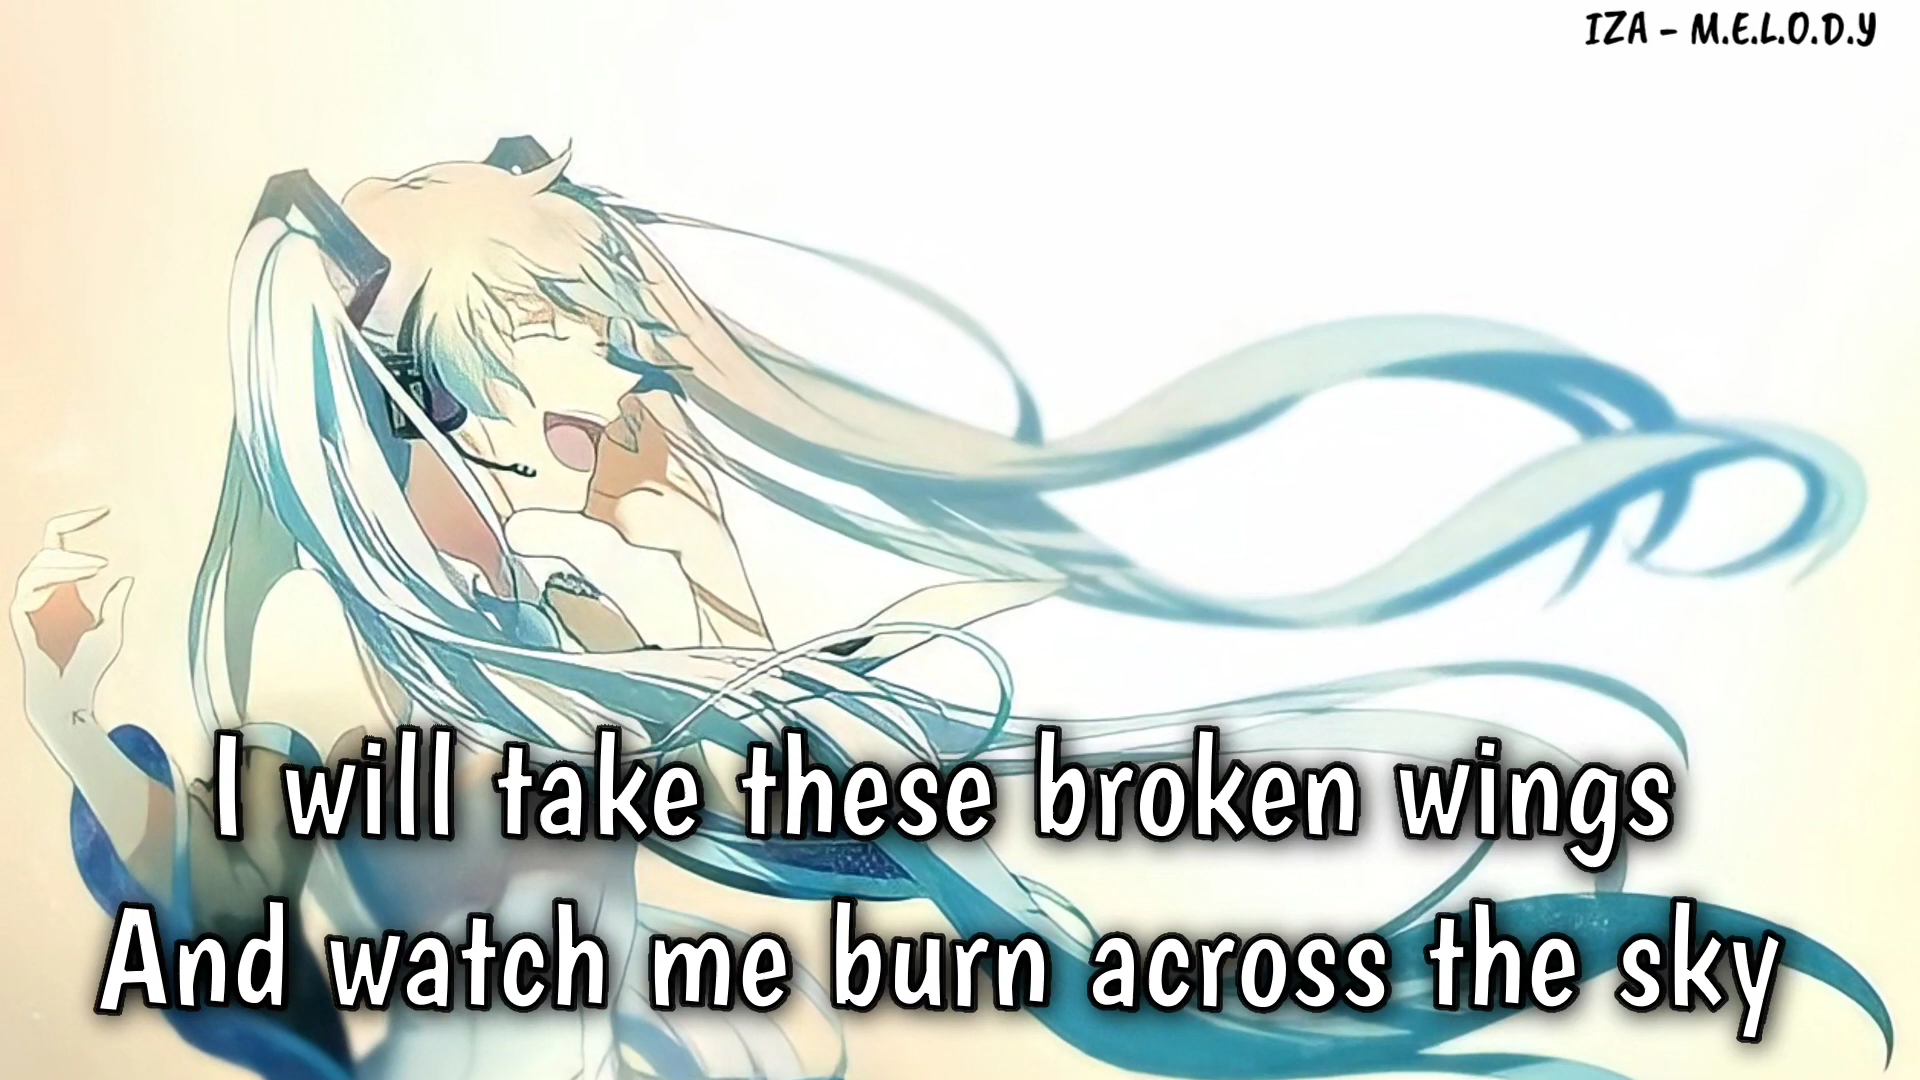 IZA - M.E.L.O.D.Y
I will take these broken wings
And watch me burn across the sky